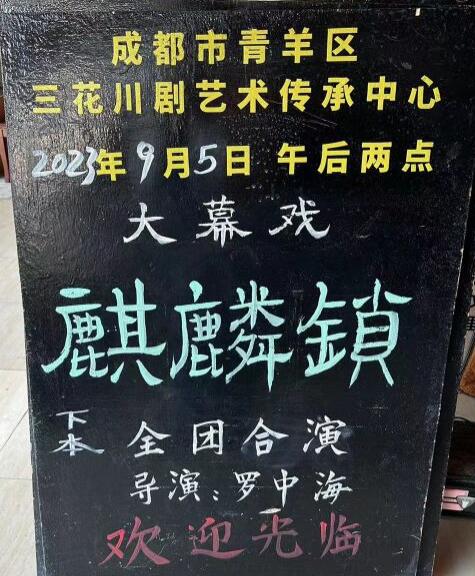 成都市青羊区
三花川剧艺术传承中心
2023年9月5日 午后两点
大幕戏
麒麟鎖
下本 全团合演
导演：罗中海
欢迎光临